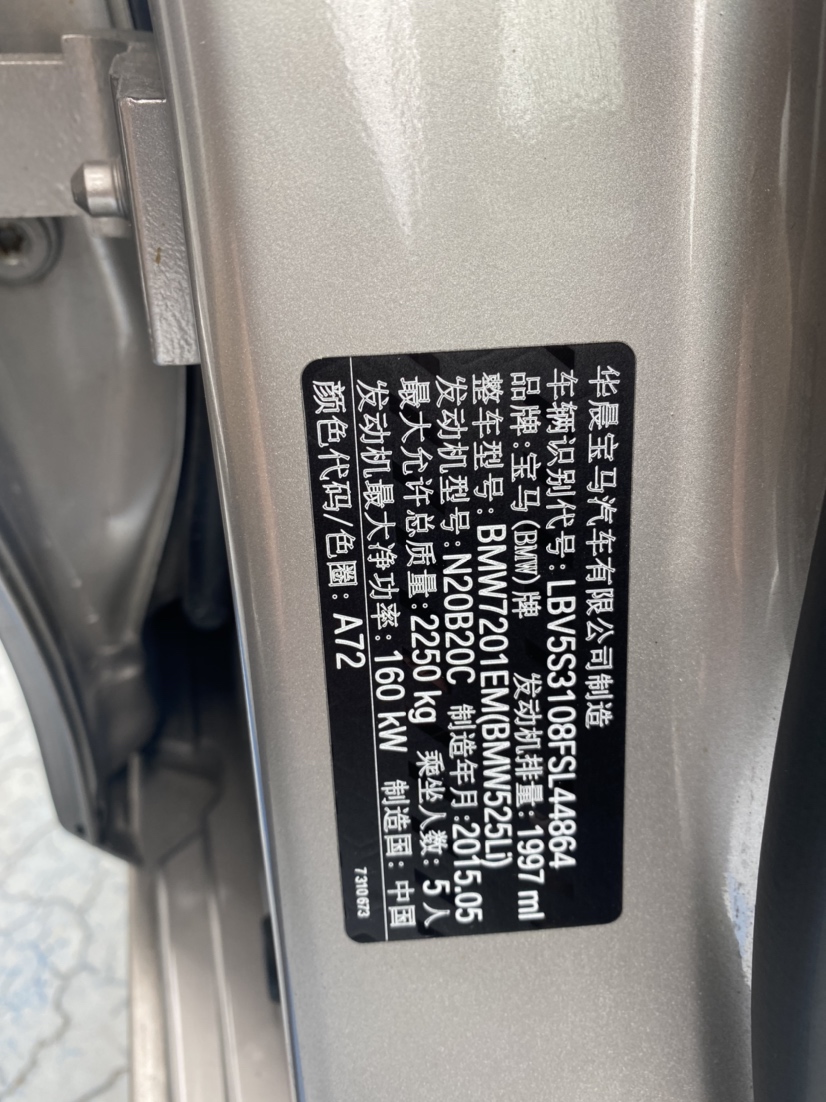 华晨宝马汽车有限公司制造
车辆识别代号: LBV5S3108FSL44864
品牌: 宝马(BMW)牌 发动机排量: 1997 ml
整车型号: BMW7201EM(BMW525Li)
发动机型号: N20B20C 制造年月: 2015.05
最大允许总质量: 2250 kg 乘坐人数: 5 人
发动机最大净功率: 160 kW 制造国: 中国
颜色代码/色圈: A72
7 310 673